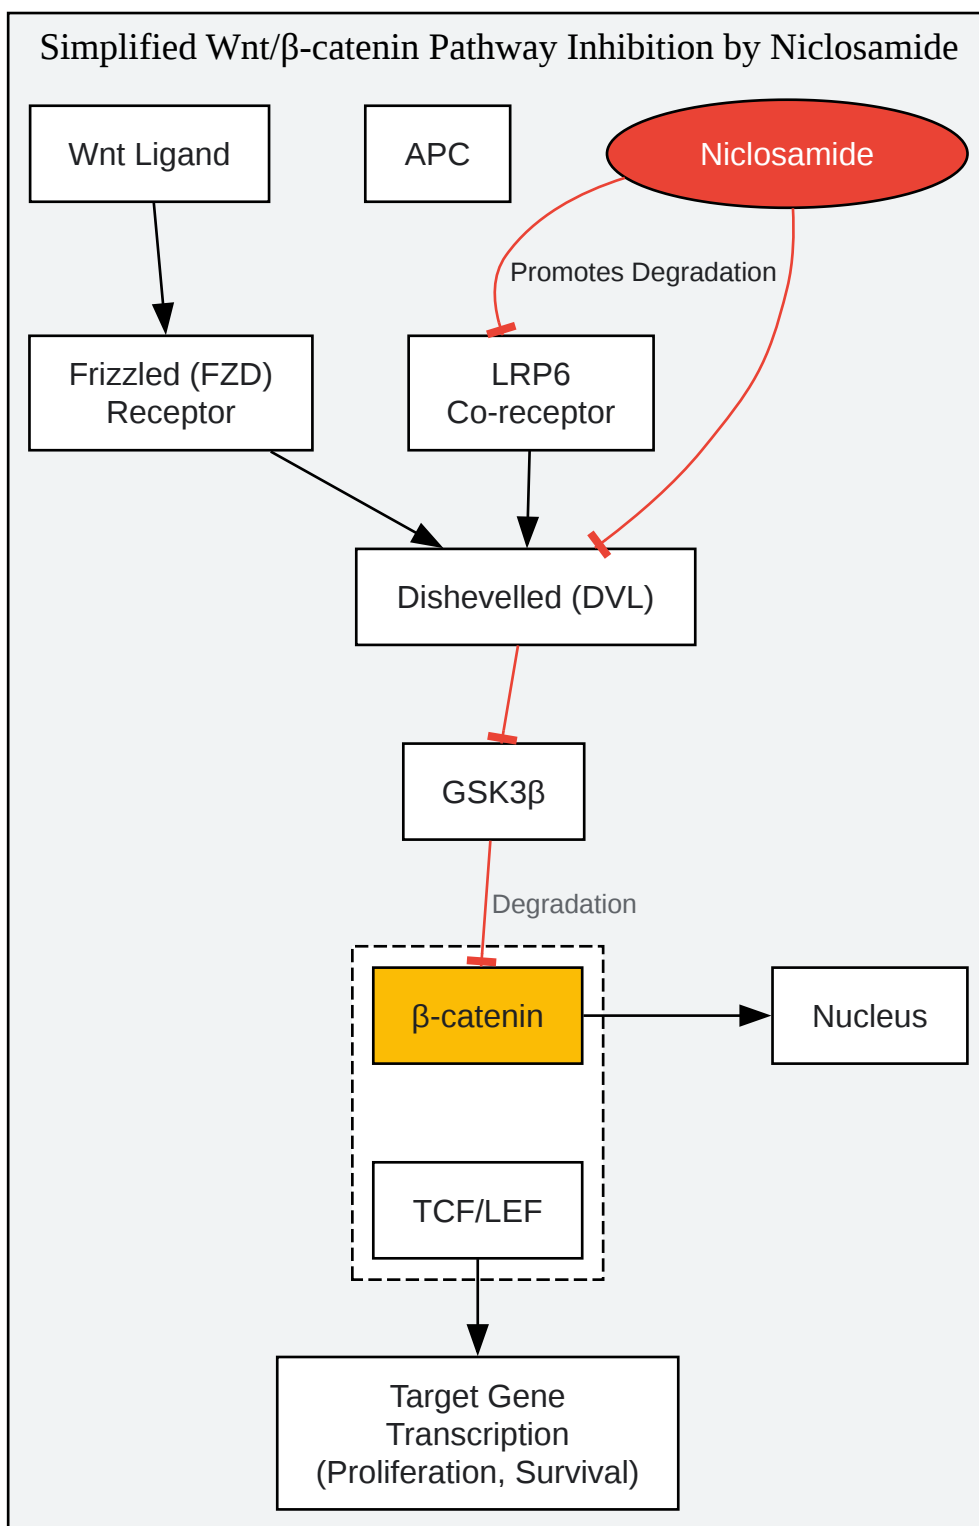 Simplified Wnt/β-catenin Pathway Inhibition by Niclosamide
Wnt Ligand
APC
Niclosamide
Promotes Degradation
Frizzled (FZD)
Receptor
LRP6
Co-receptor
Dishevelled (DVL)
GSK3β
Degradation
β-catenin
Nucleus
TCF/LEF
Target Gene
Transcription
(Proliferation, Survival)